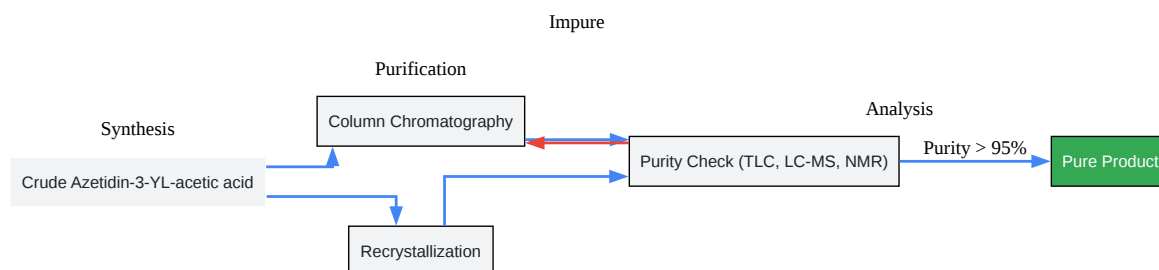 Impure
Purification
Column Chromatography
Analysis
Synthesis
Purity > 95%
Crude Azetidin-3-YL-acetic acid
Purity Check (TLC, LC-MS, NMR)
Pure Product
Recrystallization